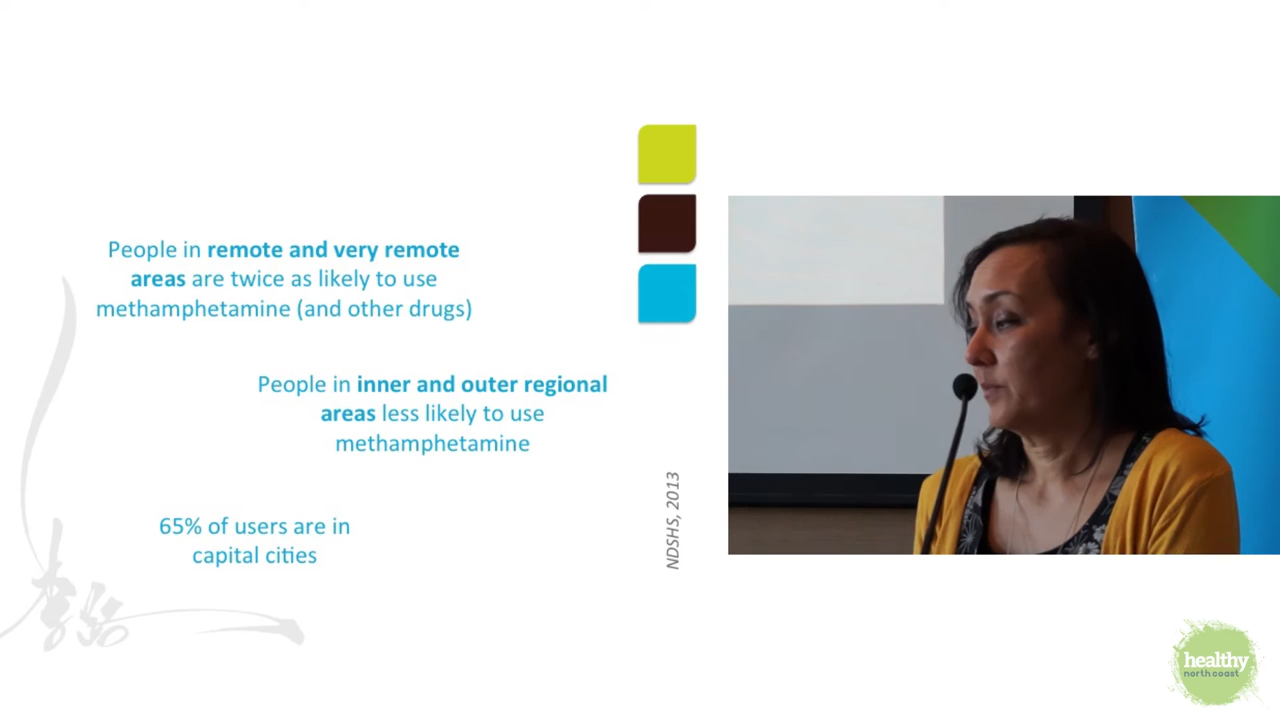 People in remote and very remote
areas are twice as likely to use
methamphetamine (and other drugs)
People in inner and outer regional
areas less likely to use
methamphetamine
65% of users are in
capital cities
NDSHS, 2013
healthy
north coast